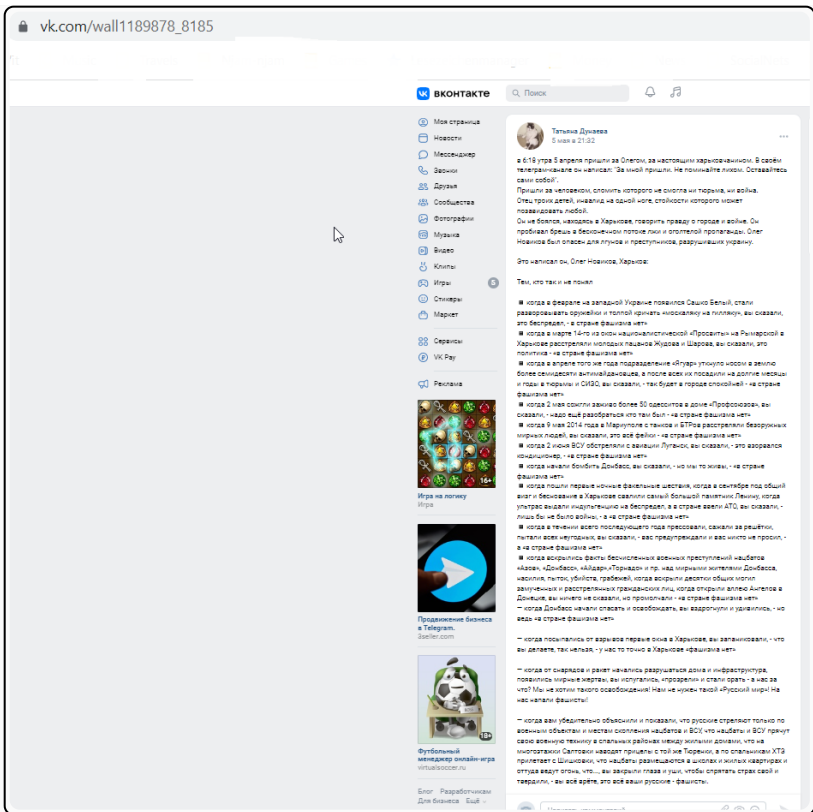 vk.com/wall1189878_8185
вконтакте
Поиск
Моя страница
Новости
Мессенджер
Звонки
Друзья
Сообщества
Фотографии
Музыка
Видео
Клипы
Игры
5
Стикеры
Маркет
Сервисы
VK Pay
Реклама
16+
Игра на логику
Игра
Продвижение бизнеса
в Telegram.
3seller.com
18+
Футбольный
менеджер онлайн-игра
virtualsoccer.ru
Блог Разработчикам
Для бизнеса Ещё
Татьяна Дунаева
5 мая в 21:32
в 6:18 утра 5 апреля пришли за Олегом, за настоящим харьковчанином. В своём
телеграм-канале он написал: "За мной пришли. Не поминайте лихом. Оставайтесь
сами собой".
Пришли за человеком, сломить которого не смогла ни тюрьма, ни война.
Отец троих детей, инвалид на одной ноге, стойкости которого может
позавидовать любой.
Он не боялся, находясь в Харькове, говорить правду о городе и войне. Он
пробивал брешь в бесконечном потоке лжи и оголтелой пропаганды. Олег
Новиков был опасен для лгунов и преступников, разрушивших украину.
Это написал он, Олег Новиков, Харьков:
Тем, кто так и не понял
когда в феврале на западной Украине появился Сашко Белый, стали
разворовывать оружейки и толпой кричать «москаляку на гилляку», вы сказали,
это беспредел, - в стране фашизма нет»
когда в марте 14-го из окон националистической «Просвиты» на Рымарской в
Харькове расстреляли молодых пацанов Жудова и Шарова, вы сказали, это
политика - «в стране фашизма нет»
когда в апреле того же года подразделение «Ягуар» уткнуло носом в землю
более семидесяти антимайдановцев, а после всех их посадили на долгие месяцы
и годы в тюрьмы и СИЗО, вы сказали, - так будет в городе спокойней - «в стране
фашизма нет»
когда 2 мая сожгли заживо более 50 одесситов в доме «Профсоюзов», вы
сказали, - надо ещё разобраться кто там был - «в стране фашизма нет»
когда 9 мая 2014 года в Мариуполе с танков и БТРов расстреляли безоружных
мирных людей, вы сказали, это всё фейки - «в стране фашизма нет»
когда 2 июня ВСУ обстреляли с авиации Луганск, вы сказали, - это взорвался
кондиционер, - «в стране фашизма нет»
когда начали бомбить Донбасс, вы сказали, - но мы то живы, - «в стране
фашизма нет»
когда пошли первые ночные факельные шествия, когда в сентябре под общий
визг и беснование в Харькове свалили самый большой памятник Ленину, когда
ультрас выдали индульгенцию на беспредел, а в стране ввели АТО, вы сказали, -
лишь бы не было войны, - а «в стране фашизма нет»
когда в течении всего последующего года прессовали, сажали за решётки,
пытали всех неугодных, вы сказали, - вас предупреждали и вас никто не просил, -
а «в стране фашизма нет»
когда вскрылись факты бесчисленных военных преступлений нацбатов
«Азов», «Донбасс», «Айдар»,«Торнадо» и пр. над мирными жителями Донбасса,
насилия, пыток, убийств, грабежей, когда вскрыли десятки общих могил
замученных и расстрелянных гражданских лиц, когда открыли аллею Ангелов в
Донецке, вы ничего не сказали, но промолчали - «в стране фашизма нет»
— когда Донбасс начали спасать и освобождать, вы вздрогнули и удивились, - но
ведь «в стране фашизма нет»
— когда посыпались от взрывов первые окна в Харькове, вы запаниковали, - что
вы делаете, так нельзя, - у нас то точно в Харькове «фашизма нет»
— когда от снарядов и ракет начались разрушаться дома и инфраструктура,
появились мирные жертвы, вы испугались, «прозрели» и стали орать - а нас за
что? Мы не хотим такого освобождения! Нам не нужен такой «Русский мир»! На
нас напали фашисты!
— когда вам убедительно объяснили и показали, что русские стреляют только по
военным объектам и местам скопления нацбатов и ВСУ, что нацбаты и ВСУ прячут
свою военную технику в спальных районах между жилыми домами, что на
многоэтажки Салтовки наводят прицелы с той же Тюренки, а по спальникам ХТЗ
прилетает с Шишковки, что нацбаты размещаются в школах и жилых квартирах и
оттуда ведут огонь, что..., вы закрыли глаза и уши, чтобы спрятать страх свой и
твердили, - вы всё врёте, это всё ваши русские - фашисты.